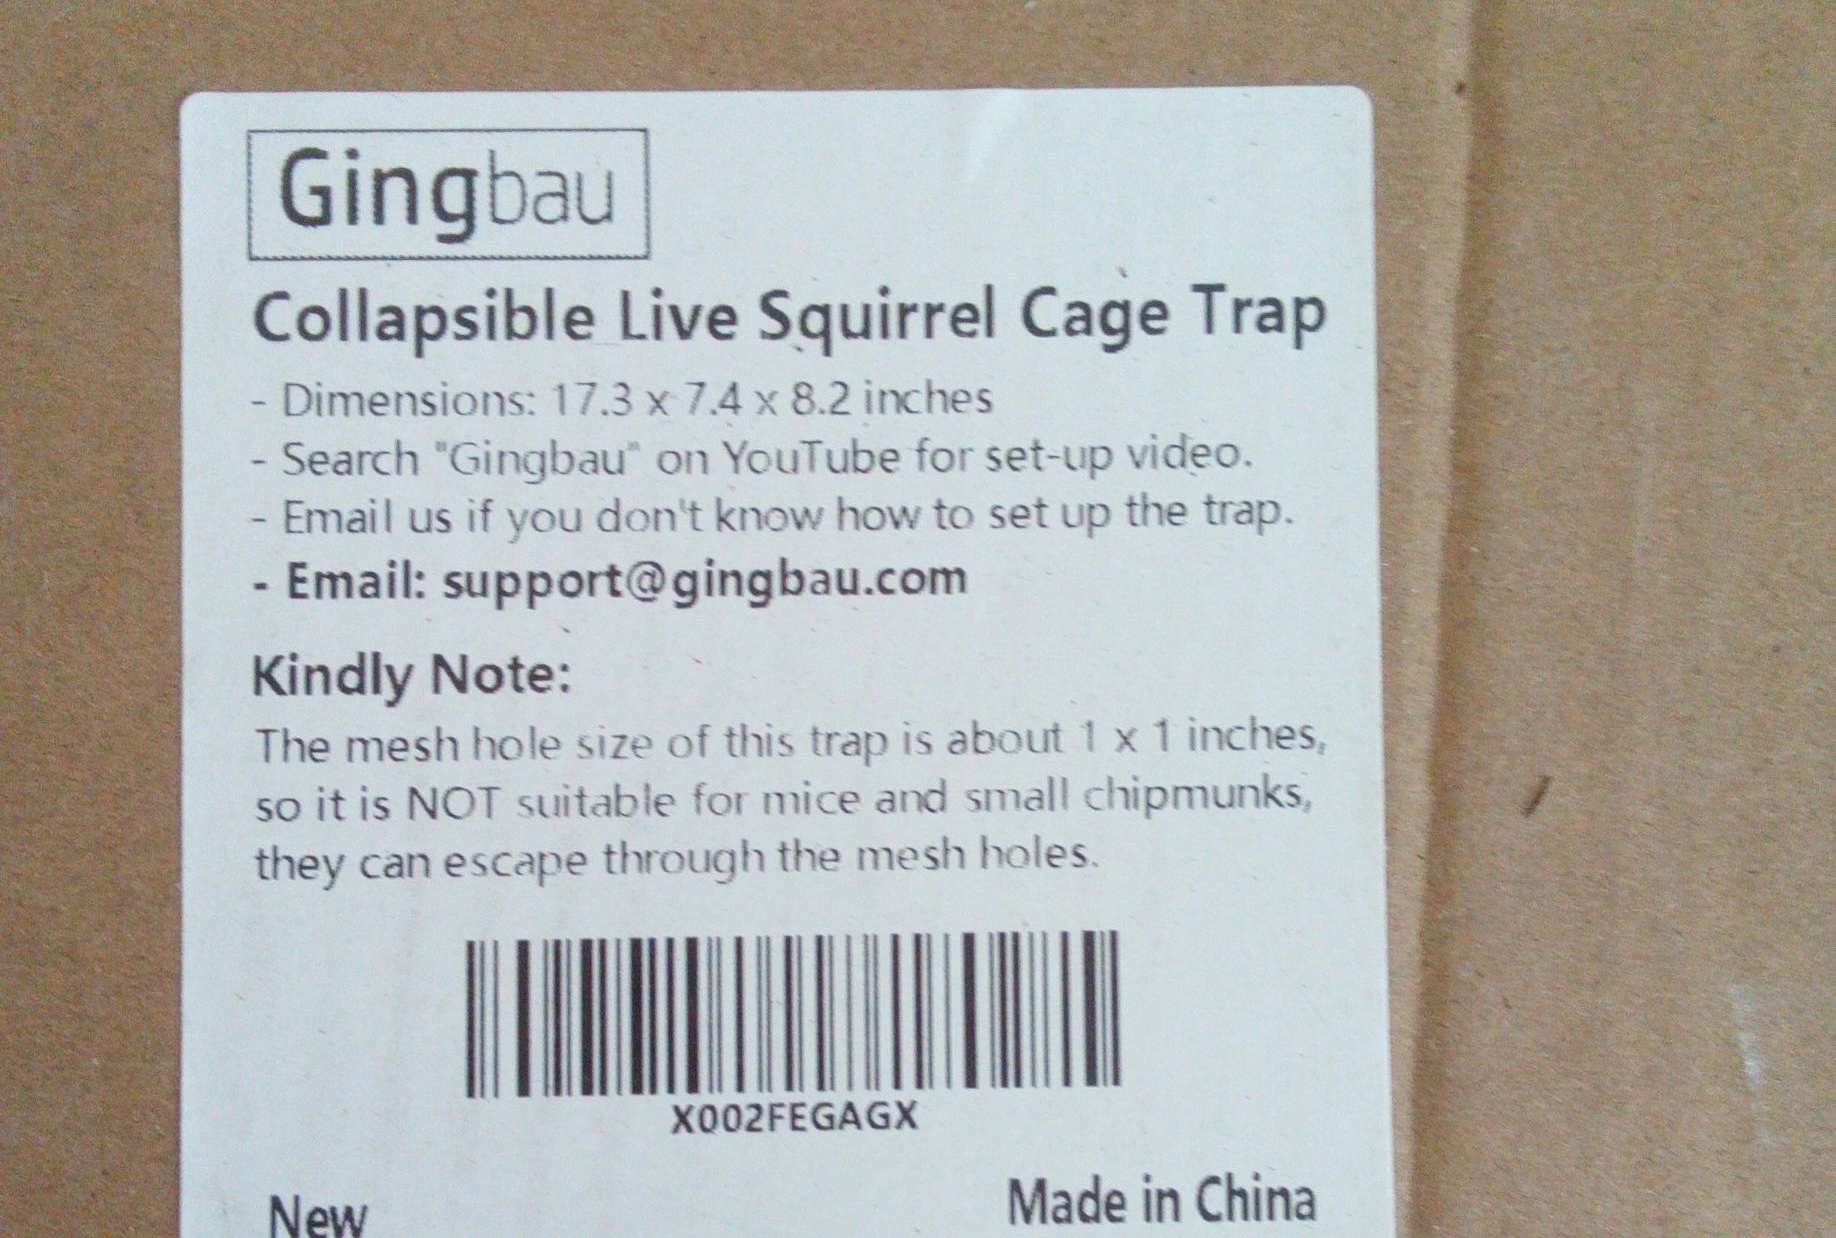 Gingbau
Collapsible Live Squirrel Cage Trap
- Dimensions: 17.3 x 7.4 x 8.2 inches
- Search "Gingbau" on YouTube for set-up video.
- Email us if you don't know how to set up the trap.
- Email: support@gingbau.com
Kindly Note:
The mesh hole size of this trap is about 1 x 1 inches,
so it is NOT suitable for mice and small chipmunks,
they can escape through the mesh holes.
X002FEGAGX
New
Made in China